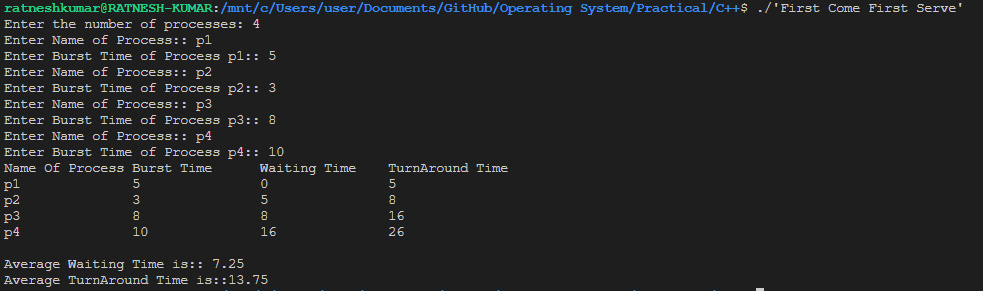 ratneshkumar@RATNESH-KUMAR:/mnt/c/Users/user/Documents/GitHub/Operating System/Practical/C++$ ./'First Come First Serve'
Enter the number of processes: 4
Enter Name of Process:: p1
Enter Burst Time of Process p1:: 5
Enter Name of Process:: p2
Enter Burst Time of Process p2:: 3
Enter Name of Process:: p3
Enter Burst Time of Process p3:: 8
Enter Name of Process:: p4
Enter Burst Time of Process p4:: 10
Name Of Process Burst Time      Waiting Time    TurnAround Time
p1              5               0               5
p2              3               5               8
p3              8               8               16
p4              10              16              26
Average Waiting Time is:: 7.25
Average TurnAround Time is::13.75